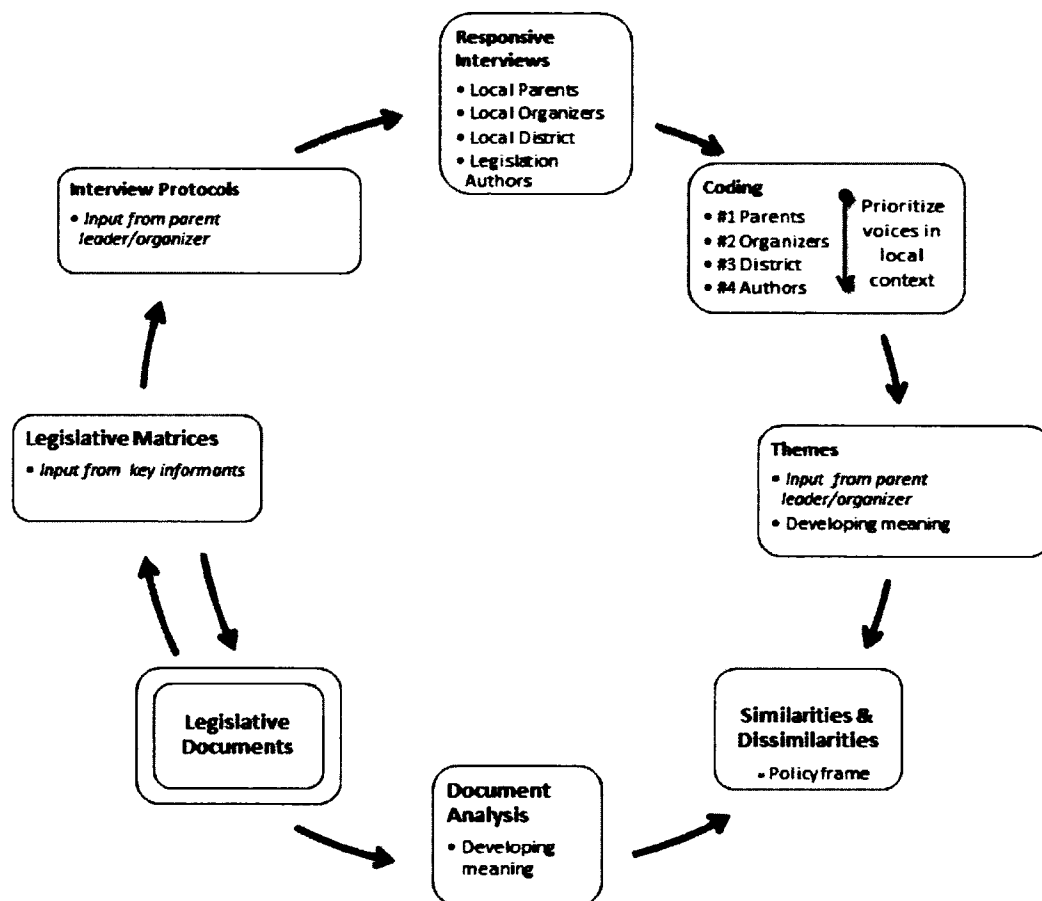 Responsive
Interviews
• Local Parents
• Local Organizers
• Local District
• Legislation
Authors
Interview Protocols
• Input from parent
leader/organizer
Coding
• #1 Parents
• #2 Organizers
• #3 District
• #4 Authors
Prioritize
voices in
local
context
Legislative Matrices
• Input from key informants
Themes
• Input from parent
leader/organizer
• Developing meaning
Legislative
Documents
Similarities &
Dissimilarities
• Policy frame
Document
Analysis
• Developing
meaning